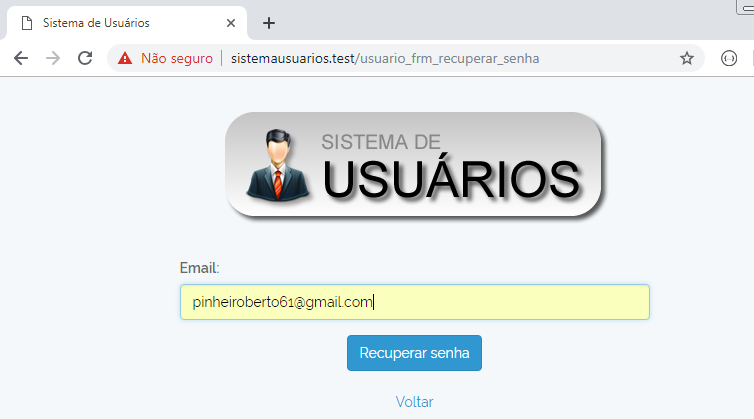 Sistema de Usuários
Não seguro | sistemausuarios.test/usuario_frm_recuperar_senha
SISTEMA DE
USUÁRIOS
Email:
pinheiroberto61@gmail.com
Recuperar senha
Voltar